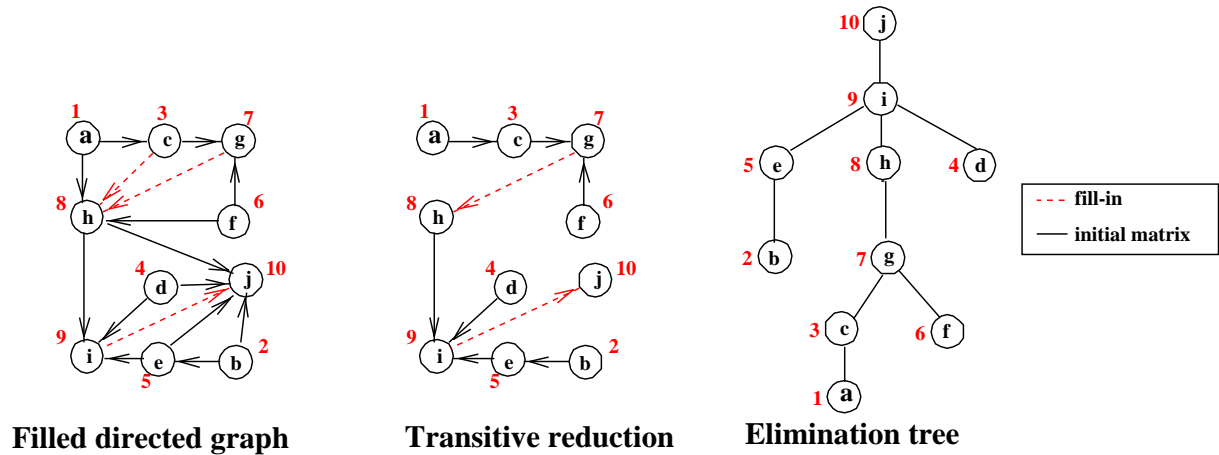 1
3
7
a
c
g
8
6
h
f
4
10
d
j
9
2
i
e
b
5
Filled directed graph
1
3
7
a
c
g
8
6
h
f
4
10
d
j
9
2
i
e
b
5
Transitive reduction
10
j
9
i
5
e
8
h
4
d
2
b
7
g
3
c
6
f
1
a
Elimination tree
fill-in
initial matrix